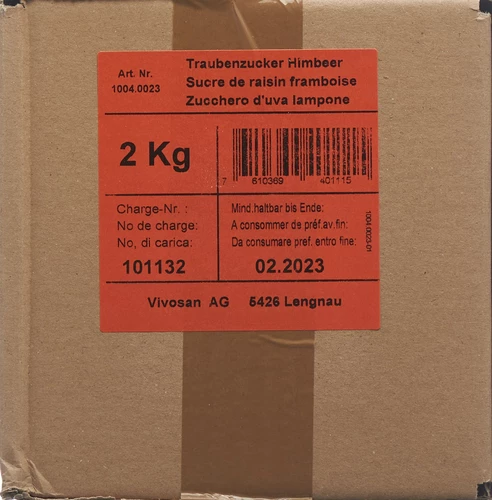 Art. Nr.
1004.0023
Traubenzucker Himbeer
Sucre de raisin framboise
Zucchero d'uva lampone
2 Kg
7 610369 401115
Charge-Nr. :
No de charge:
No, di carica:
101132
Mind.haltbar bis Ende:
A consommer de préf.av.fin:
Da consumare pref. entro fine:
02.2023
1004.0023-01
Vivosan AG 5426 Lengnau